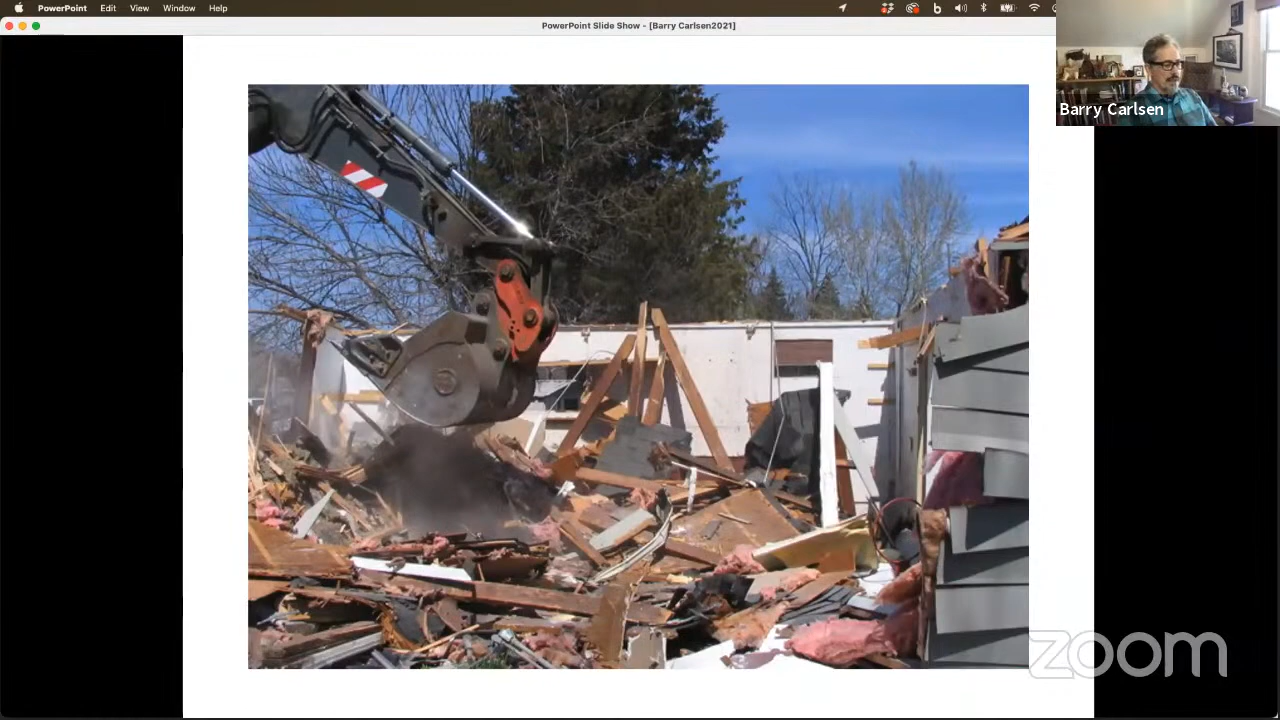 PowerPoint Edit View Window Help
PowerPoint Slide Show - [Barry Carlsen2021]
Barry Carlsen
zoom